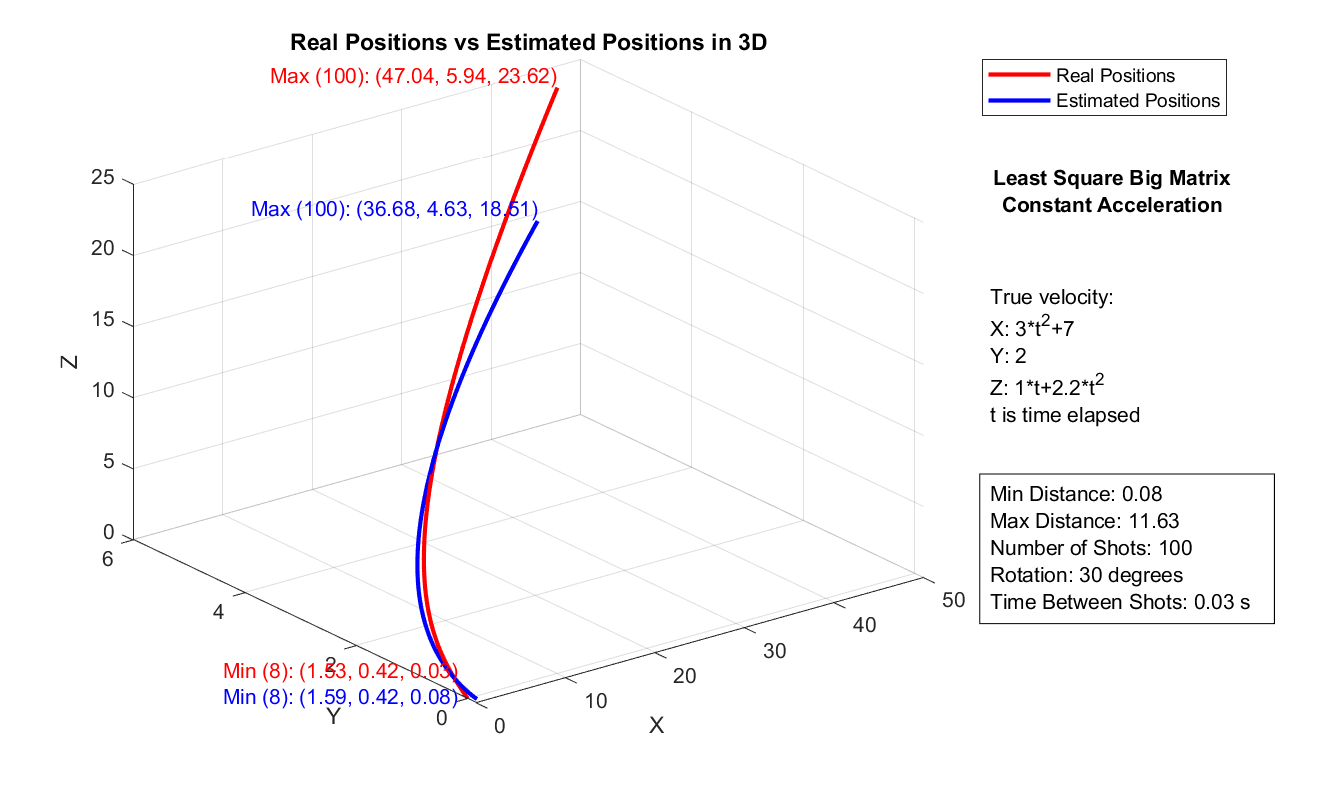 Real Positions vs Estimated Positions in 3D
Max (100): (47.04, 5.94, 23.62)
Real Positions
Estimated Positions
Least Square Big Matrix
Constant Acceleration
25
Max (100): (36.68, 4.63, 18.51)
20
15
Z
10
5
0
6
4
2
0
Y
True velocity:
X: 3*t²+7
Y: 2
Z: 1*t+2.2*t²
t is time elapsed
Min Distance: 0.08
Max Distance: 11.63
Number of Shots: 100
Rotation: 30 degrees
Time Between Shots: 0.03 s
50
40
30
20
10
0
X
Min (8): (1.53, 0.42, 0.03)
Min (8): (1.59, 0.42, 0.08)